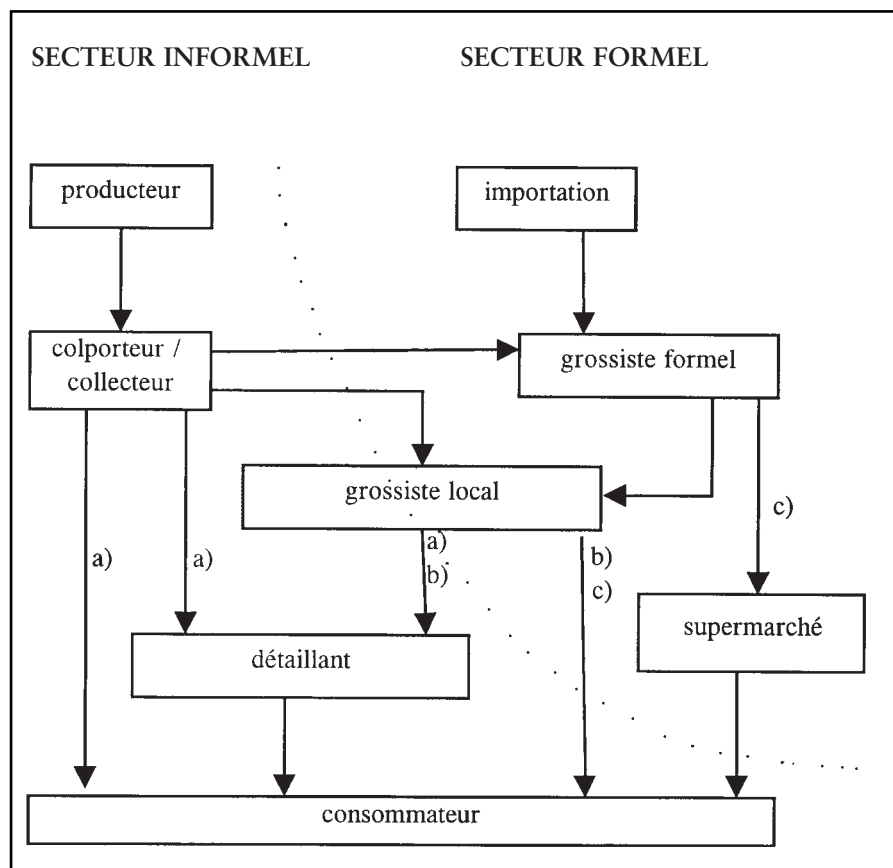 SECTEUR INFORMEL
SECTEUR FORMEL
producteur
importation
colporteur /
collecteur
grossiste formel
grossiste local
c)
a)
a)
a)
b)
b)
c)
supermarché
détaillant
consommateur